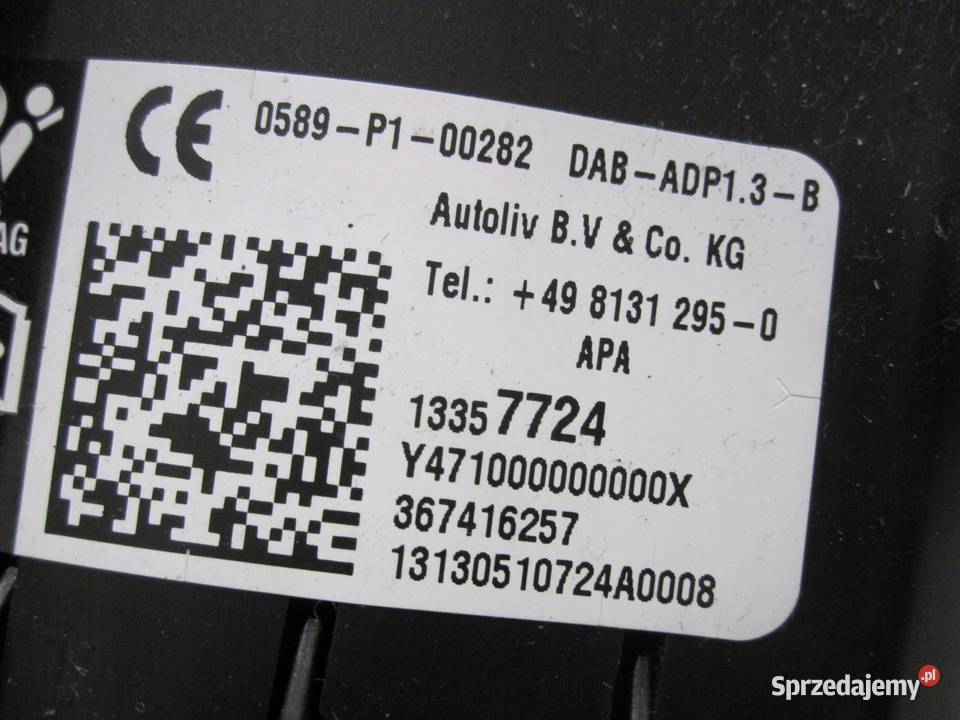 CE 0589-P1-00282 DAB-ADP1.3-B
Autoliv B.V & Co. KG
Tel.: +49 8131 295-0
APA
13357724
Y471000000000X
367416257
13130510724A0008
AG
Sprzedajemy.pl